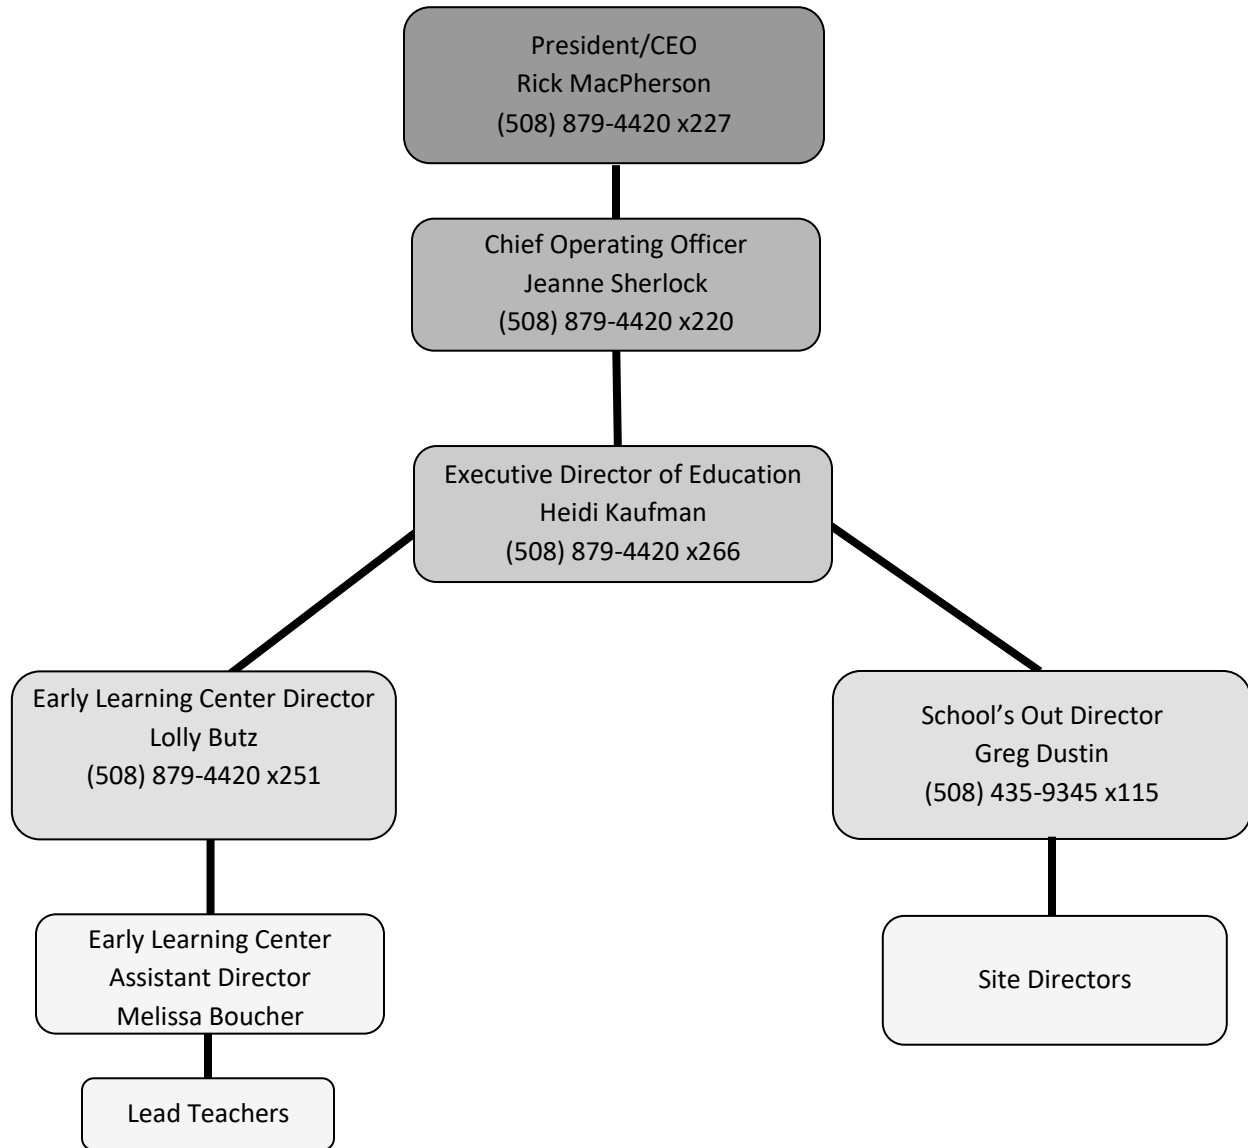 President/CEO
Rick MacPherson
(508) 879-4420 x227
Chief Operating Officer
Jeanne Sherlock
(508) 879-4420 x220
Executive Director of Education
Heidi Kaufman
(508) 879-4420 x266
Early Learning Center Director
Lolly Butz
(508) 879-4420 x251
School’s Out Director
Greg Dustin
(508) 435-9345 x115
Early Learning Center
Assistant Director
Melissa Boucher
Site Directors
Lead Teachers